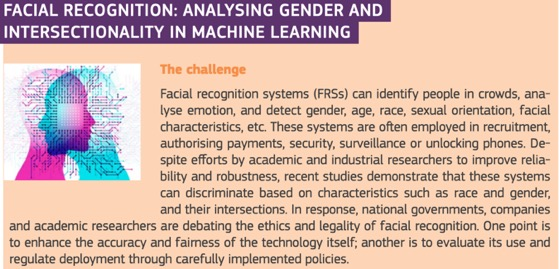 FACIAL RECOGNITION: ANALYSING GENDER AND
INTERSECTIONALITY IN MACHINE LEARNING
The challenge
Facial recognition systems (FRSs) can identify people in crowds, ana-
lyse emotion, and detect gender, age, race, sexual orientation, facial
characteristics, etc. These systems are often employed in recruitment,
authorising payments, security, surveillance or unlocking phones. De-
spite efforts by academic and industrial researchers to improve relia-
bility and robustness, recent studies demonstrate that these systems
can discriminate based on characteristics such as race and gender,
and their intersections. In response, national governments, companies
and academic researchers are debating the ethics and legality of facial recognition. One point is
to enhance the accuracy and fairness of the technology itself; another is to evaluate its use and
regulate deployment through carefully implemented policies.